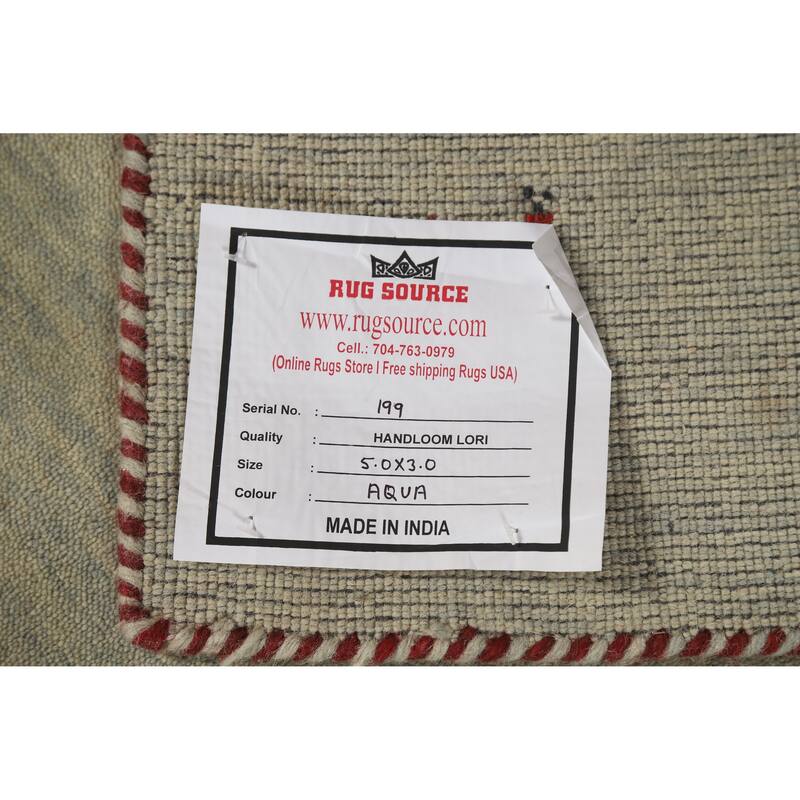 RUG SOURCE
www.rugsource.com
Cell.: 704-763-0979
(Online Rugs Store I Free shipping Rugs USA)
Serial No. : 199
Quality : HANDLOOM LORI
Size : 5.0X3.0
Colour : AQUA
MADE IN INDIA